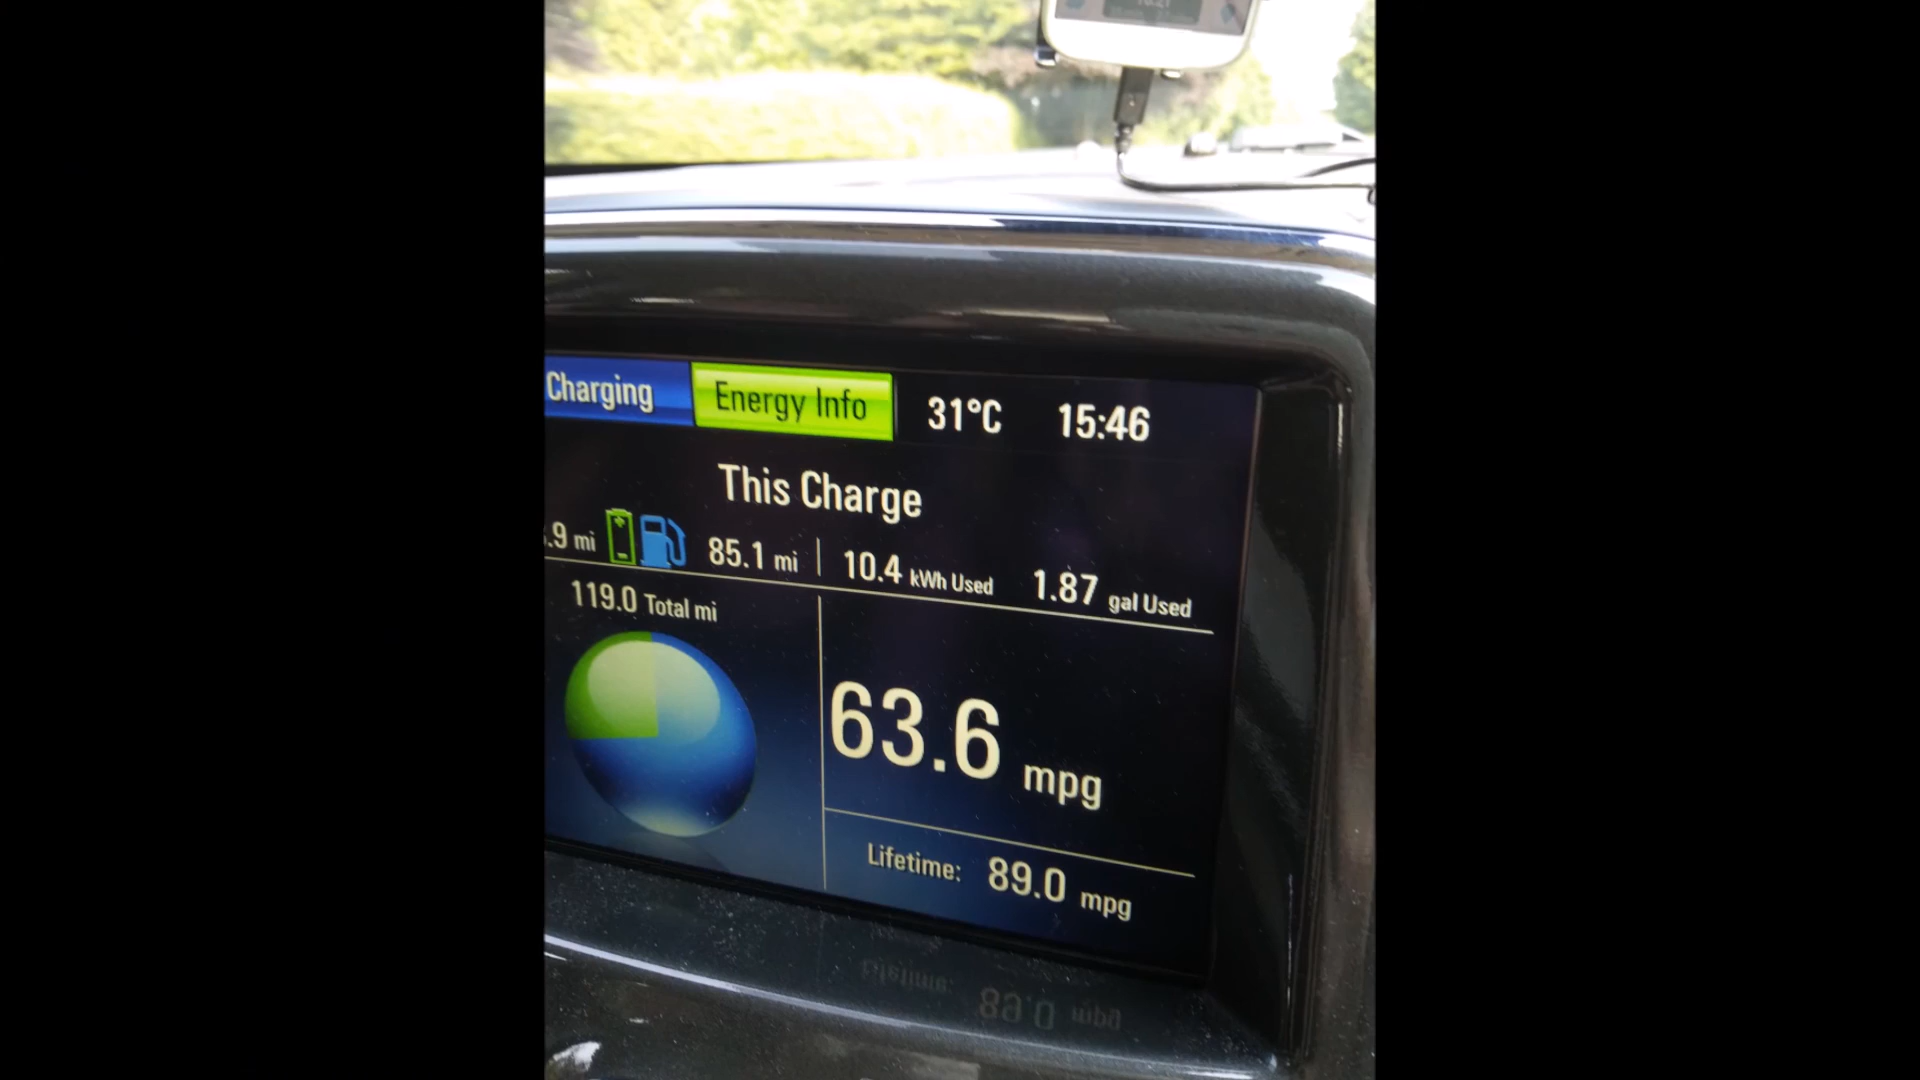 Charging Energy Info 31°C 15:46
This Charge
.9 mi 85.1 mi 10.4 kWh Used 1.87 gal Used
119.0 Total mi
63.6 mpg
Lifetime: 89.0 mpg